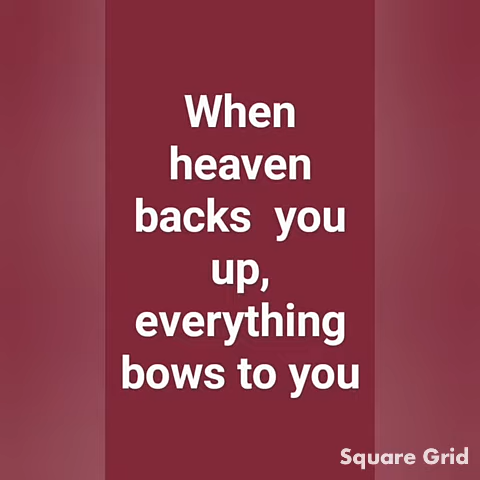 When
heaven
backs  you
up,
everything
bows to you
Square Grid